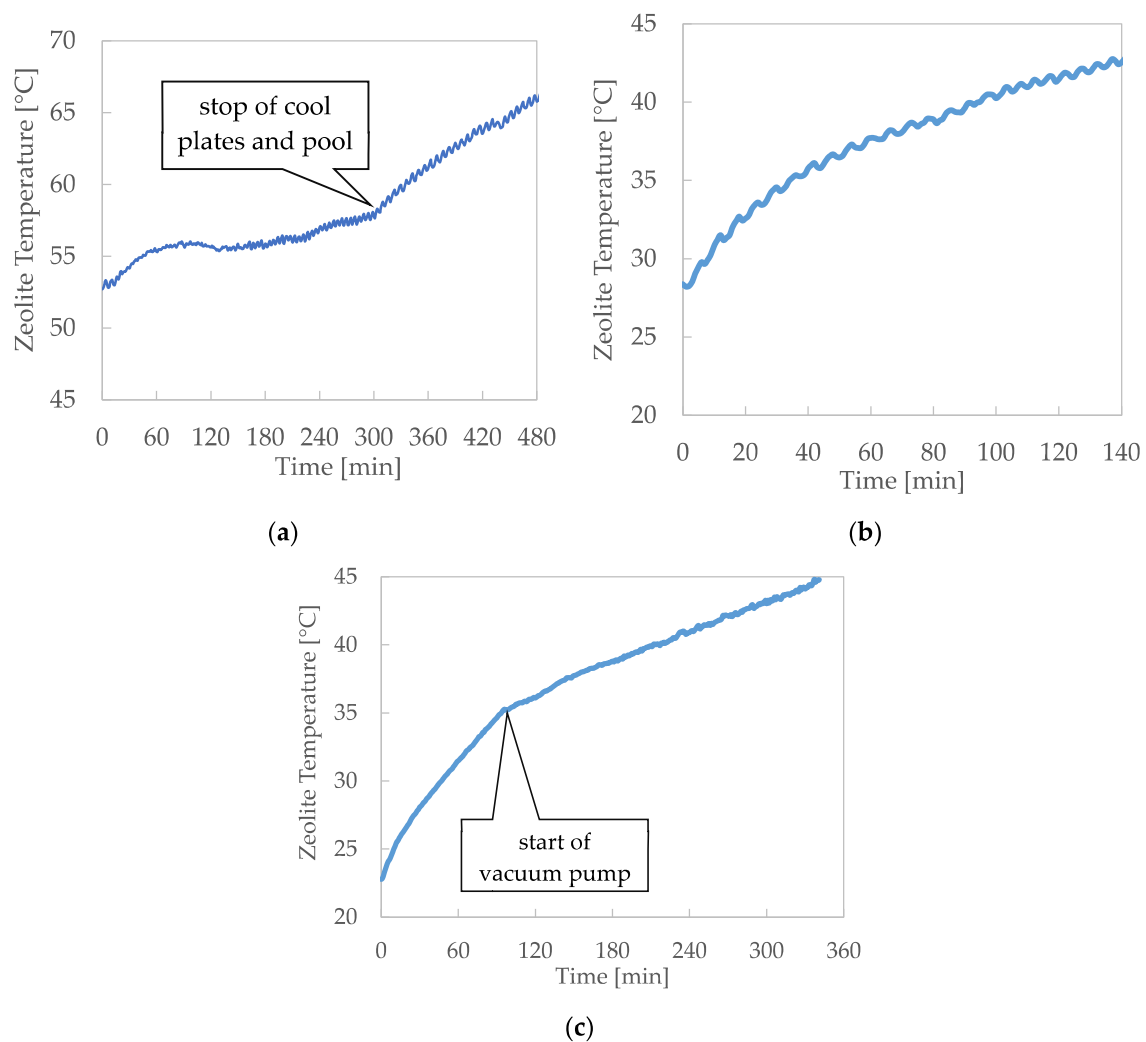 70
65
60
55
50
45
Zeolite Temperature [°C]
stop of cool
plates and pool
0 60 120 180 240 300 360 420 480
Time [min]
(a)
45
40
35
30
25
20
Zeolite Temperature [°C]
0 20 40 60 80 100 120 140
Time [min]
(b)
45
40
35
30
25
20
Zeolite Temperature [°C]
start of
vacuum pump
0 60 120 180 240 300 360
Time [min]
(c)